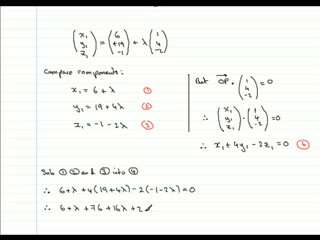 (x₁ y₁ z₁) = (6 +19 -1) + λ (1 4 -2)
Compare components:
x₁ = 6 + λ ①
y₁ = 19 + 4λ ②
z₁ = -1 - 2λ ③
But OP · (1 4 -2) = 0
∴ (x₁ y₁ z₁) · (1 4 -2) = 0
∴ x₁ + 4y₁ - 2z₁ = 0 ④
Sub ① ② and ③ into ④
∴ 6+λ + 4(19+4λ) - 2(-1-2λ) = 0
∴ 6+λ + 76 + 16λ + 2